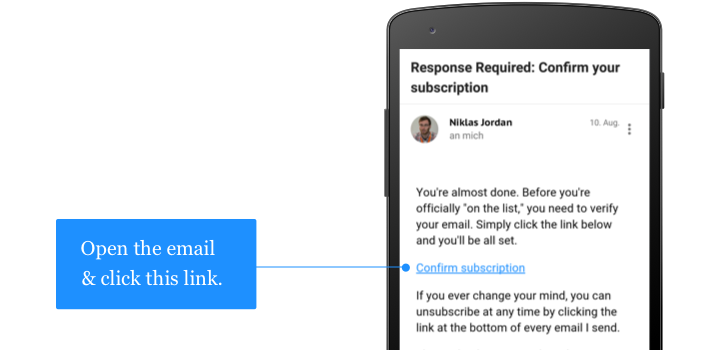 Response Required: Confirm your
subscription
Niklas Jordan
10. Aug.
an mich
You're almost done. Before you're
officially "on the list," you need to verify
your email. Simply click the link below
and you'll be all set.
Open the email
& click this link.
Confirm subscription
If you ever change your mind, you can
unsubscribe at any time by clicking the
link at the bottom of every email I send.